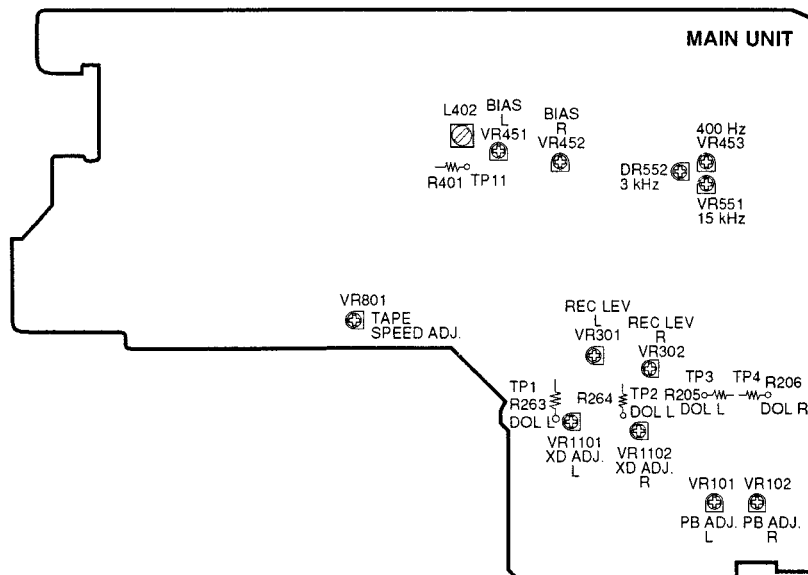 MAIN UNIT
L402
BIAS
L
VR451
BIAS
R
VR452
R401 TP11
400 Hz
VR453
DR552
3 kHz
VR551
15 kHz
VR801
TAPE
SPEED ADJ.
REC LEV
L
VR301
REC LEV
R
VR302
TP1
R263
DOL L
R264
TP2
DOL L
TP3
R205
DOL L
TP4
R206
DOL R
VR1101
XD ADJ.
L
VR1102
XD ADJ.
R
VR101
PB ADJ.
L
VR102
PB ADJ.
R